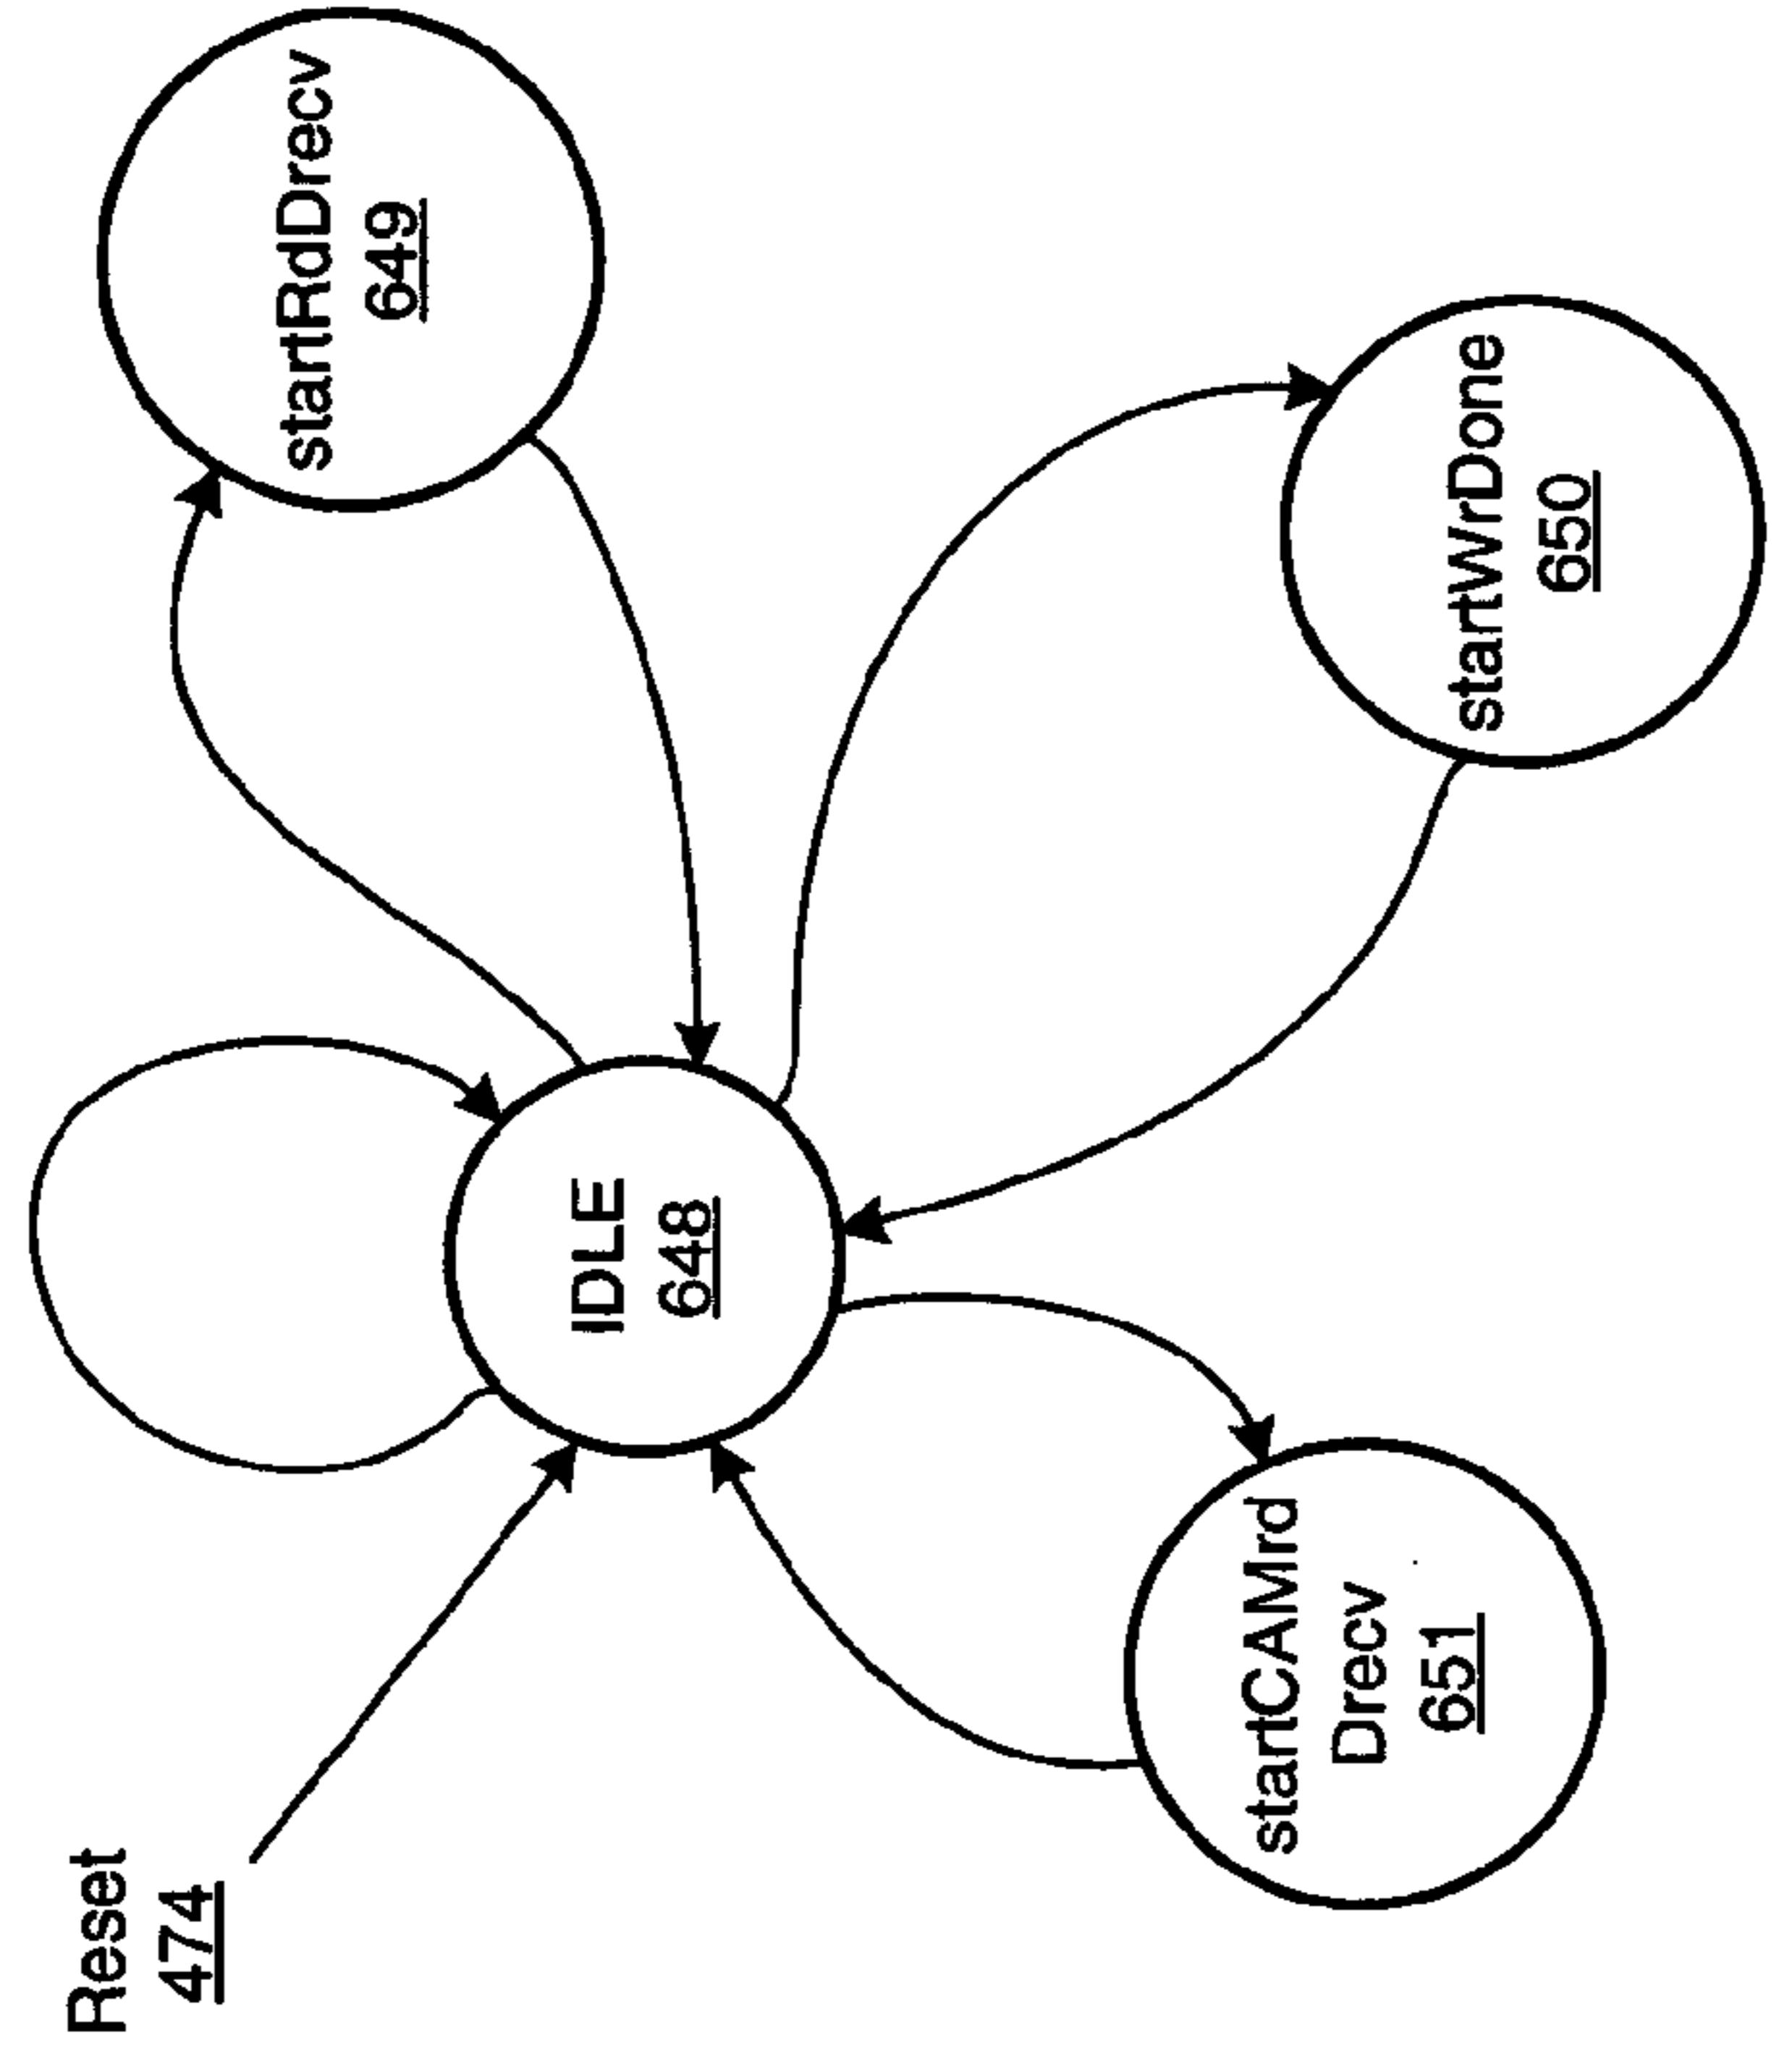 Reset
474
IDLE
648
startRdDrecv
649
startWrDone
650
startCAMrd
Drecv
651